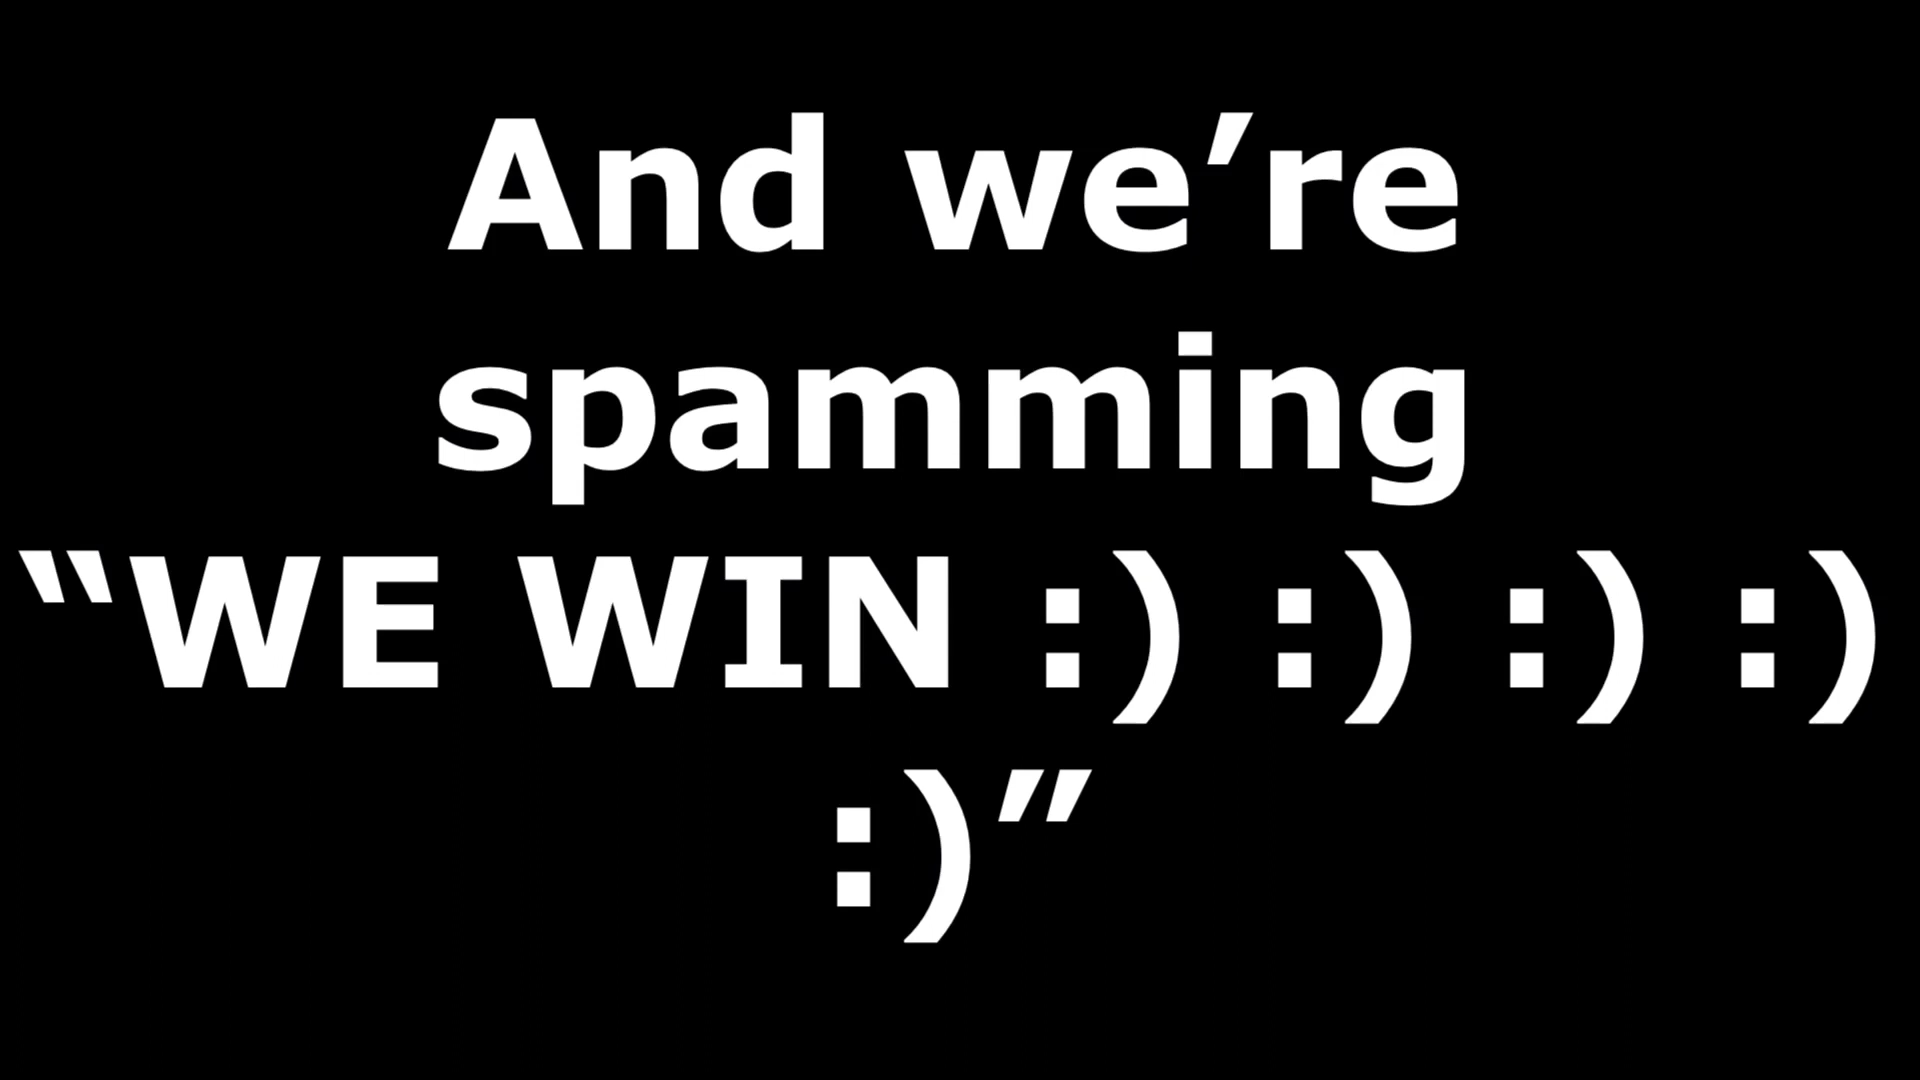 And we’re
spamming
“WE WIN :) :) :) :)
:)”